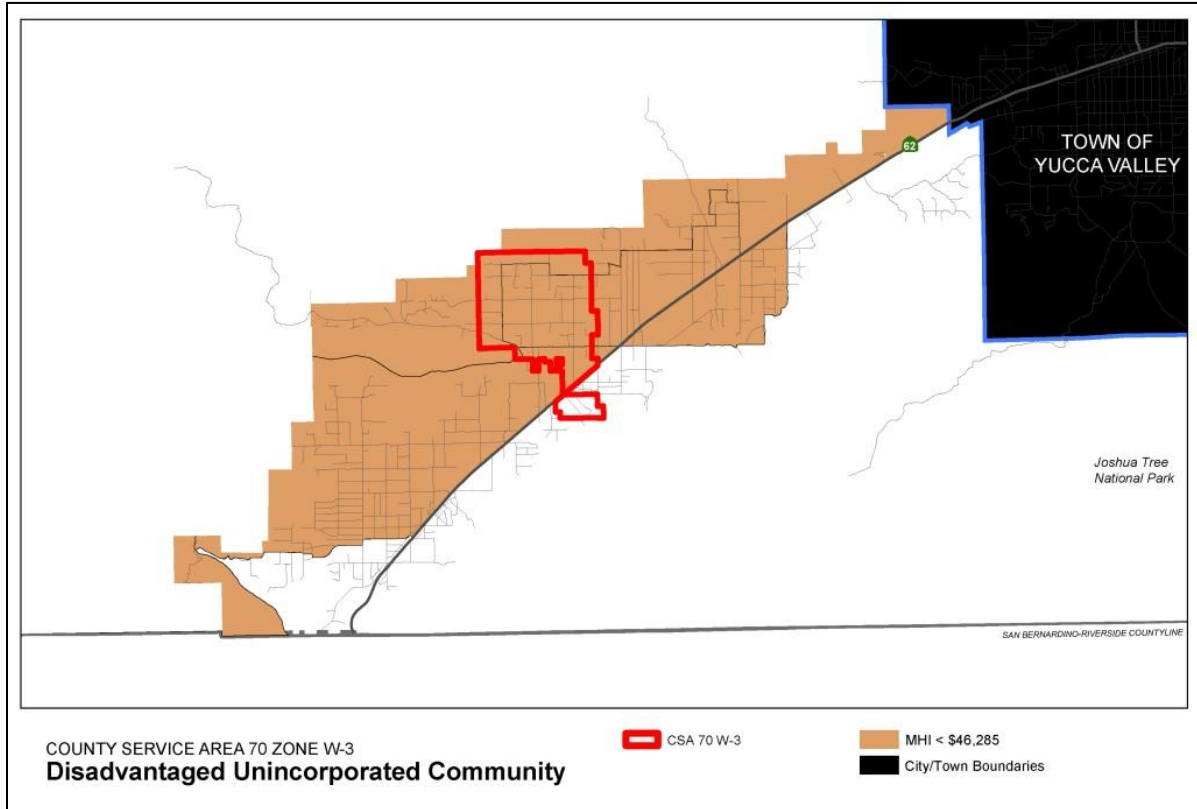 62
TOWN OF
YUCCA VALLEY
Joshua Tree
National Park
SAN BERNARDINO-RIVERSIDE COUNTYLINE
COUNTY SERVICE AREA 70 ZONE W-3
Disadvantaged Unincorporated Community
CSA 70 W-3
MHI < $46,285
City/Town Boundaries